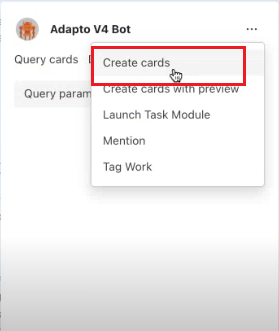 Adapto V4 Bot ...
Query cards
Create cards
Create cards with preview
Query param
Launch Task Module
Mention
Tag Work